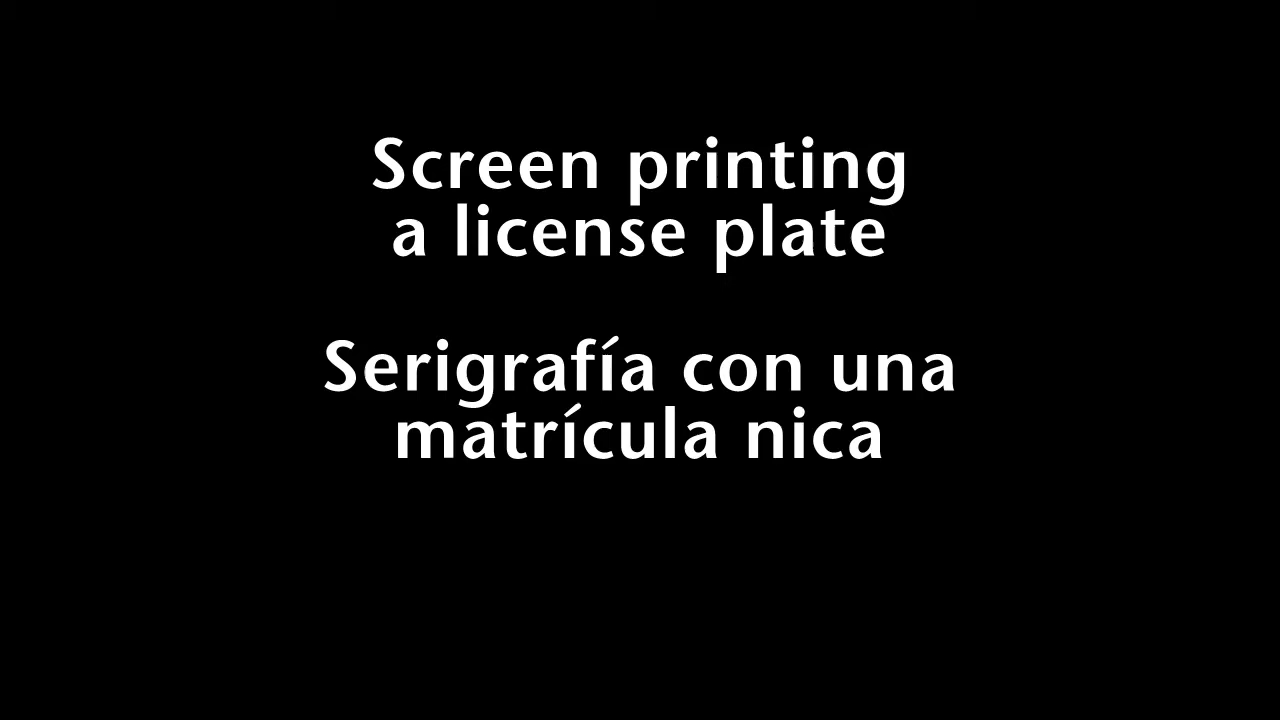 Screen printing
a license plate
Serigrafía con una
matrícula nica